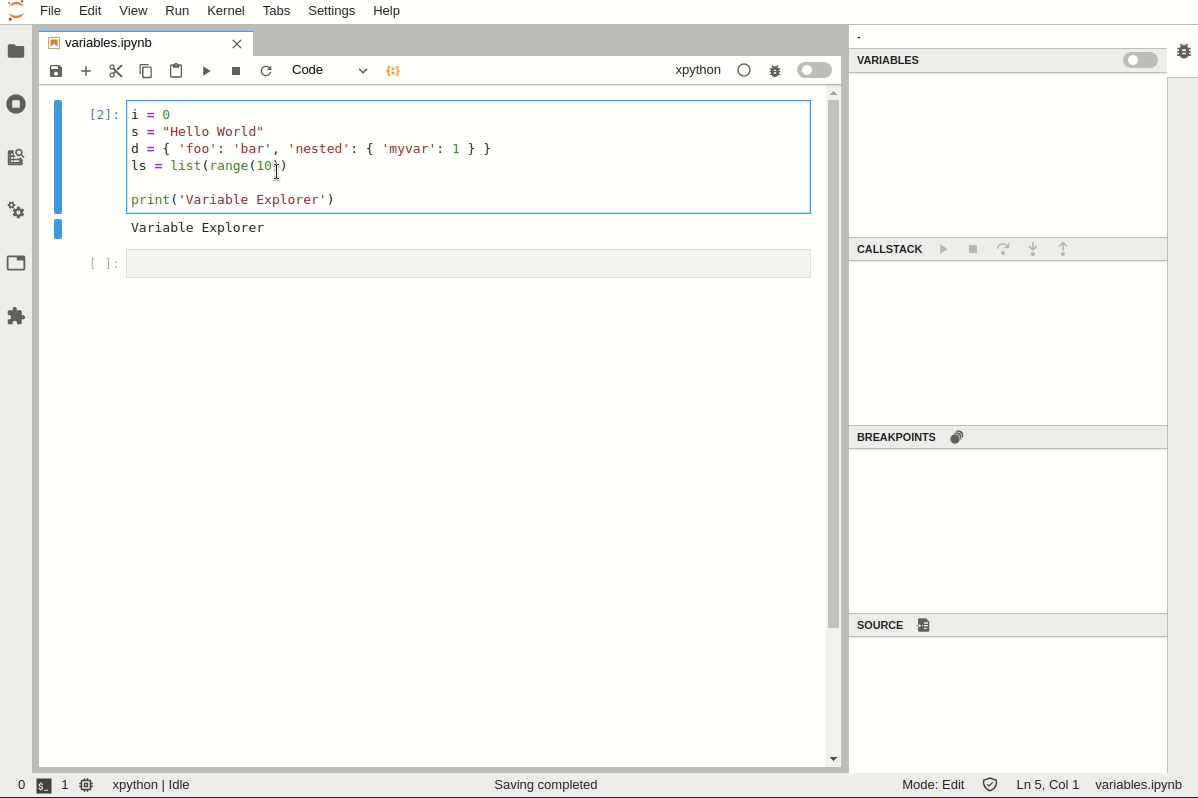 File Edit View Run Kernel Tabs Settings Help
variables.ipynb
Code
xpython
[2]:
i = 0
s = "Hello World"
d = { 'foo': 'bar', 'nested': { 'myvar': 1 } }
ls = list(range(10))
print('Variable Explorer')
Variable Explorer
[ ]:
-
VARIABLES
CALLSTACK
BREAKPOINTS
SOURCE
0 $_ 1 xpython | Idle Saving completed Mode: Edit Ln 5, Col 1 variables.ipynb